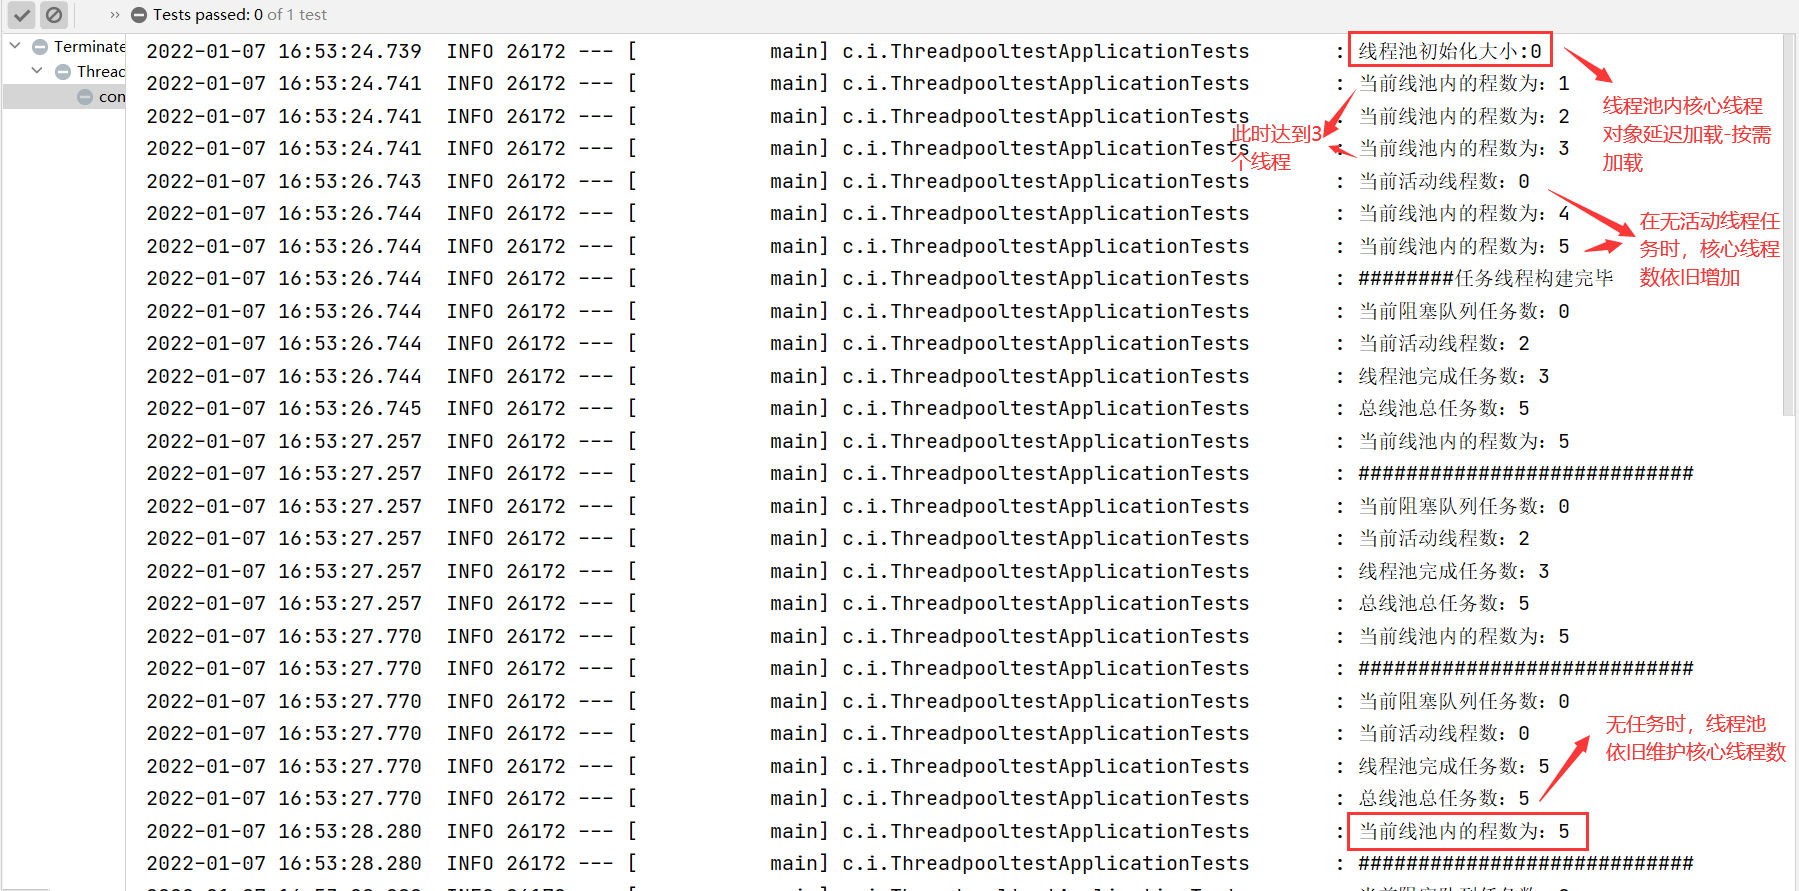 Tests passed: 0 of 1 test
Terminate
Thread
con
2022-01-07 16:53:24.739 INFO 26172 --- [ main] c.i.ThreadpooltestApplicationTests : 线程池初始化大小:0
2022-01-07 16:53:24.741 INFO 26172 --- [ main] c.i.ThreadpooltestApplicationTests : 当前线池内的程数为: 1
2022-01-07 16:53:24.741 INFO 26172 --- [ main] c.i.ThreadpooltestApplicationTests : 当前线池内的程数为: 2
2022-01-07 16:53:24.741 INFO 26172 --- [ main] c.i.ThreadpooltestApplicationTests : 当前线池内的程数为: 3
2022-01-07 16:53:26.743 INFO 26172 --- [ main] c.i.ThreadpooltestApplicationTests : 当前活动线程数: 0
2022-01-07 16:53:26.744 INFO 26172 --- [ main] c.i.ThreadpooltestApplicationTests : 当前线池内的程数为: 4
2022-01-07 16:53:26.744 INFO 26172 --- [ main] c.i.ThreadpooltestApplicationTests : 当前线池内的程数为: 5
2022-01-07 16:53:26.744 INFO 26172 --- [ main] c.i.ThreadpooltestApplicationTests : ########任务线程构建完毕
2022-01-07 16:53:26.744 INFO 26172 --- [ main] c.i.ThreadpooltestApplicationTests : 当前阻塞队列任务数: 0
2022-01-07 16:53:26.744 INFO 26172 --- [ main] c.i.ThreadpooltestApplicationTests : 当前活动线程数: 2
2022-01-07 16:53:26.744 INFO 26172 --- [ main] c.i.ThreadpooltestApplicationTests : 线程池完成任务数: 3
2022-01-07 16:53:26.745 INFO 26172 --- [ main] c.i.ThreadpooltestApplicationTests : 总线池总任务数: 5
2022-01-07 16:53:27.257 INFO 26172 --- [ main] c.i.ThreadpooltestApplicationTests : 当前线池内的程数为: 5
2022-01-07 16:53:27.257 INFO 26172 --- [ main] c.i.ThreadpooltestApplicationTests : ############################
2022-01-07 16:53:27.257 INFO 26172 --- [ main] c.i.ThreadpooltestApplicationTests : 当前阻塞队列任务数: 0
2022-01-07 16:53:27.257 INFO 26172 --- [ main] c.i.ThreadpooltestApplicationTests : 当前活动线程数: 2
2022-01-07 16:53:27.257 INFO 26172 --- [ main] c.i.ThreadpooltestApplicationTests : 线程池完成任务数: 3
2022-01-07 16:53:27.257 INFO 26172 --- [ main] c.i.ThreadpooltestApplicationTests : 总线池总任务数: 5
2022-01-07 16:53:27.770 INFO 26172 --- [ main] c.i.ThreadpooltestApplicationTests : 当前线池内的程数为: 5
2022-01-07 16:53:27.770 INFO 26172 --- [ main] c.i.ThreadpooltestApplicationTests : ############################
2022-01-07 16:53:27.770 INFO 26172 --- [ main] c.i.ThreadpooltestApplicationTests : 当前阻塞队列任务数: 0
2022-01-07 16:53:27.770 INFO 26172 --- [ main] c.i.ThreadpooltestApplicationTests : 当前活动线程数: 0
2022-01-07 16:53:27.770 INFO 26172 --- [ main] c.i.ThreadpooltestApplicationTests : 线程池完成任务数: 5
2022-01-07 16:53:27.770 INFO 26172 --- [ main] c.i.ThreadpooltestApplicationTests : 总线池总任务数: 5
2022-01-07 16:53:28.280 INFO 26172 --- [ main] c.i.ThreadpooltestApplicationTests : 当前线池内的程数为: 5
2022-01-07 16:53:28.280 INFO 26172 --- [ main] c.i.ThreadpooltestApplicationTests : ############################
线程池内核心线程
对象延迟加载-按需
加载
此时达到3
个线程
在无活动线程任
务时，核心线程
数依旧增加
无任务时，线程池
依旧维护核心线程数